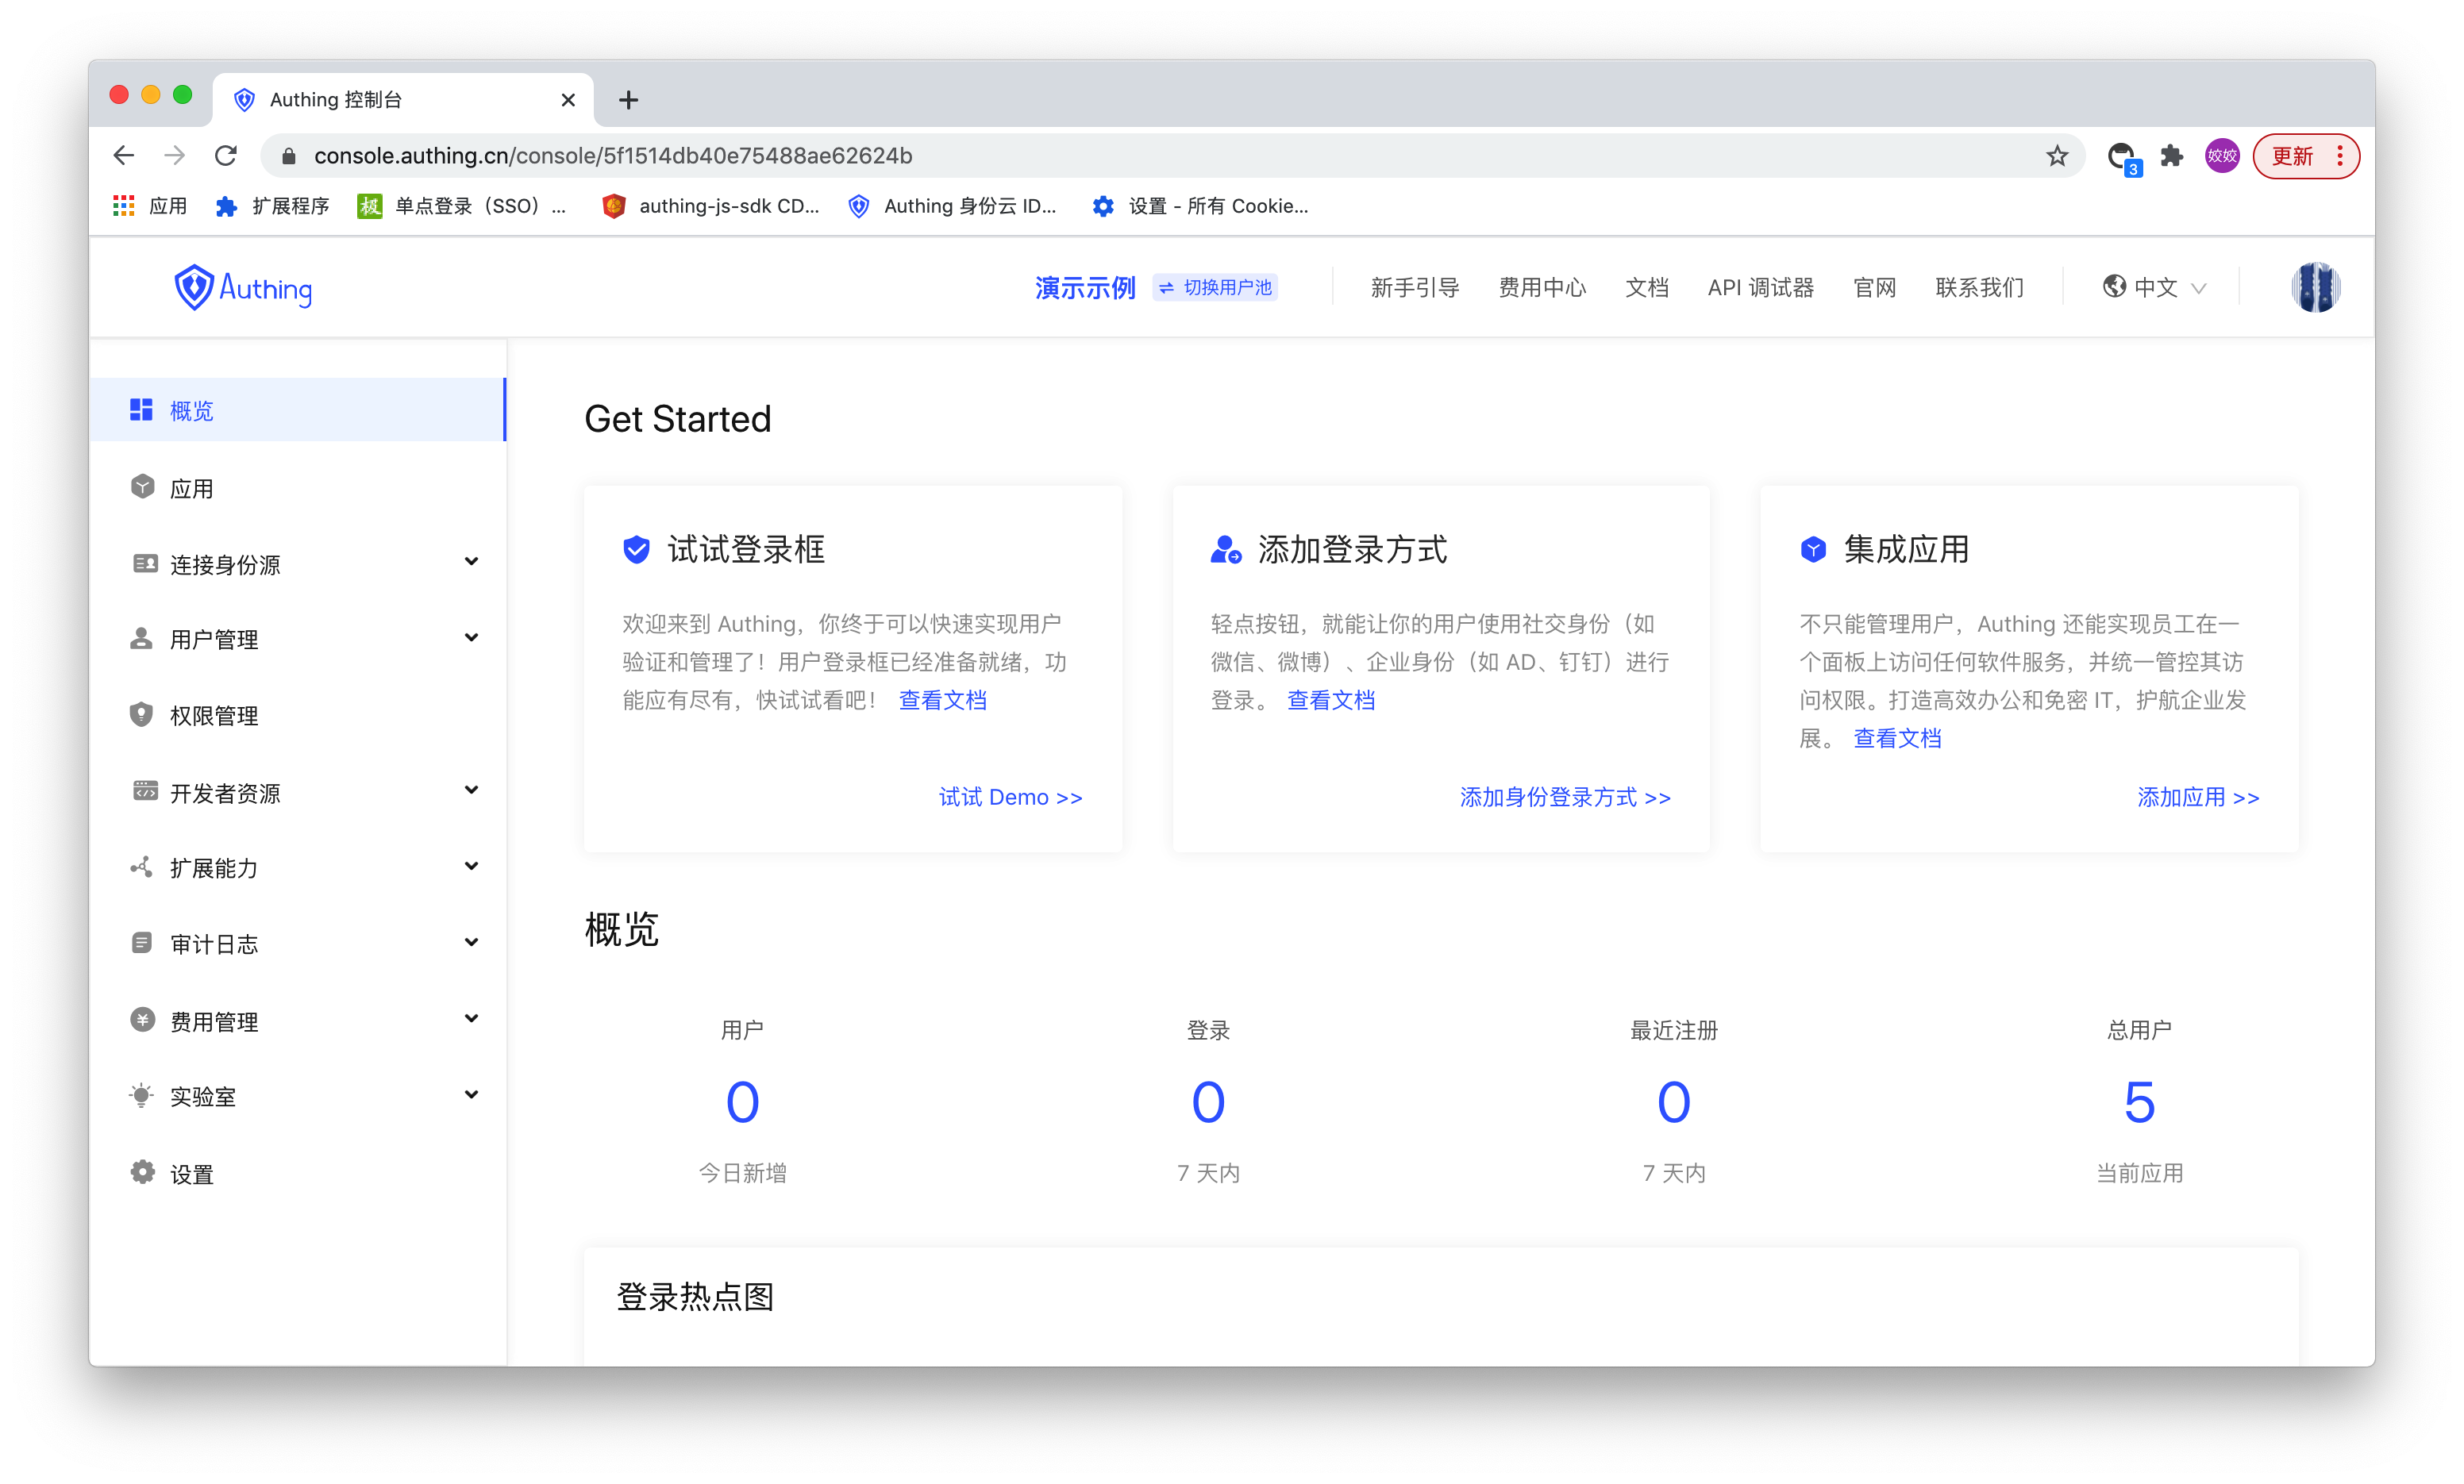 Authing 控制台
console.authing.cn/console/5f1514db40e75488ae62624b
3
姣姣
更新
应用
扩展程序
极
单点登录（SSO）...
authing-js-sdk CD...
Authing 身份云 ID...
设置 - 所有 Cookie...
Authing
演示示例
切换用户池
新手引导
费用中心
文档
API 调试器
官网
联系我们
中文
概览
应用
连接身份源
用户管理
权限管理
开发者资源
扩展能力
审计日志
费用管理
实验室
设置
Get Started
试试登录框
欢迎来到 Authing，你终于可以快速实现用户
验证和管理了！用户登录框已经准备就绪，功
能应有尽有，快试试看吧！ 查看文档
试试 Demo >>
添加登录方式
轻点按钮，就能让你的用户使用社交身份（如
微信、微博）、企业身份（如 AD、钉钉）进行
登录。 查看文档
添加身份登录方式 >>
集成应用
不只能管理用户，Authing 还能实现员工在一
个面板上访问任何软件服务，并统一管控其访
问权限。打造高效办公和免密 IT，护航企业发
展。 查看文档
添加应用 >>
概览
用户
0
今日新增
登录
0
7 天内
最近注册
0
7 天内
总用户
5
当前应用
登录热点图